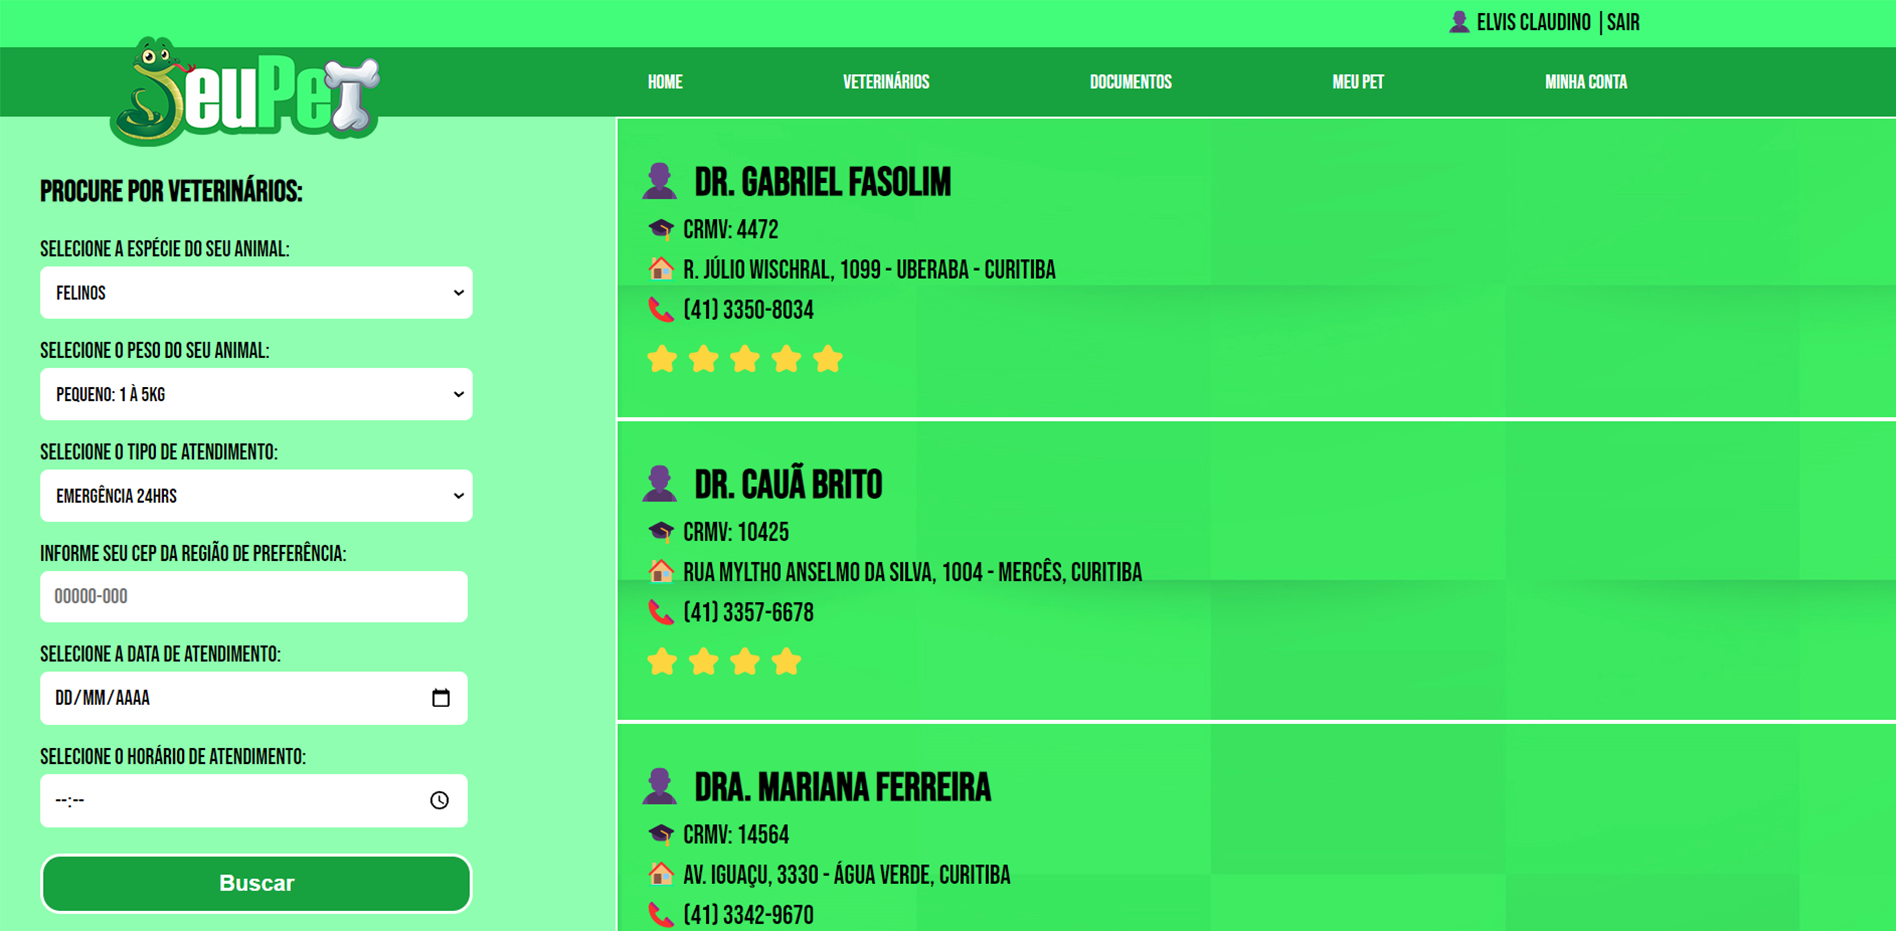 ELVIS CLAUDINO | SAIR
SeuPeT
HOME
VETERINÁRIOS
DOCUMENTOS
MEU PET
MINHA CONTA
PROCURE POR VETERINÁRIOS:
SELECIONE A ESPÉCIE DO SEU ANIMAL:
FELINOS
SELECIONE O PESO DO SEU ANIMAL:
PEQUENO: 1 À 5KG
SELECIONE O TIPO DE ATENDIMENTO:
EMERGÊNCIA 24HRS
INFORME SEU CEP DA REGIÃO DE PREFERÊNCIA:
00000-000
SELECIONE A DATA DE ATENDIMENTO:
DD/MM/AAAA
SELECIONE O HORÁRIO DE ATENDIMENTO:
--:--
Buscar
DR. GABRIEL FASOLIM
CRMV: 4472
R. JÚLIO WISCHRAL, 1099 - UBERABA - CURITIBA
(41) 3350-8034
DR. CAUÃ BRITO
CRMV: 10425
RUA MYLTHO ANSELMO DA SILVA, 1004 - MERCÊS, CURITIBA
(41) 3357-6678
DRA. MARIANA FERREIRA
CRMV: 14564
AV. IGUAÇU, 3330 - ÁGUA VERDE, CURITIBA
(41) 3342-9670